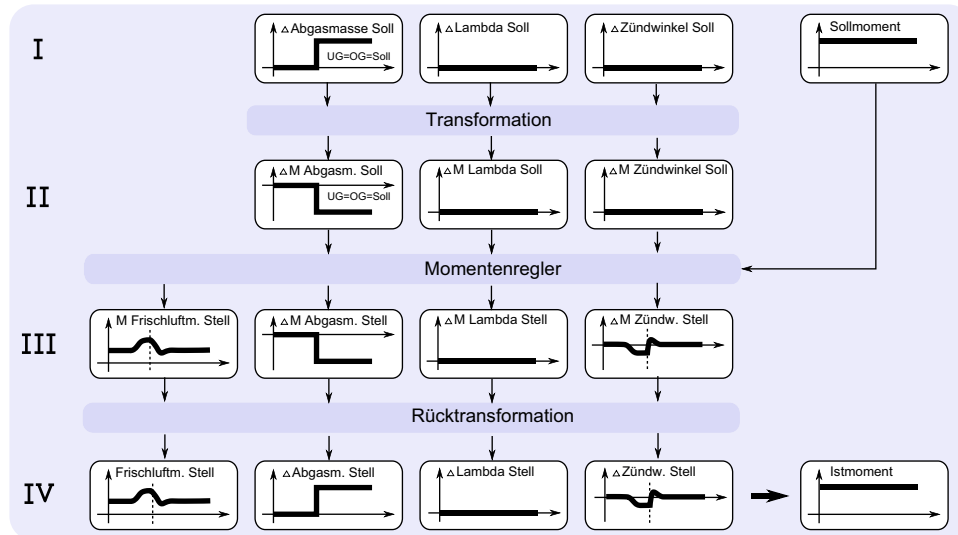 I
△Abgasmasse Soll
UG=OG=Soll
△Lambda Soll
△Zündwinkel Soll
Sollmoment
Transformation
II
△M Abgasm. Soll
UG=OG=Soll
△M Lambda Soll
△M Zündwinkel Soll
Momentenregler
III
M Frischluftm. Stell
△M Abgasm. Stell
△M Lambda Stell
△M Zündw. Stell
Rücktransformation
IV
Frischluftm. Stell
△Abgasm. Stell
△Lambda Stell
△Zündw. Stell
Istmoment